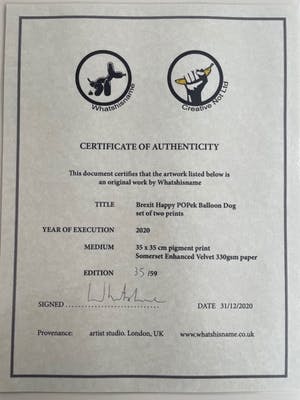 Whatshisname
Creative Not Ltd
CERTIFICATE OF AUTHENTICITY
This document certifies that the artwork listed below is
an original work by Whatshisname
TITLE Brexit Happy POPek Balloon Dog
set of two prints
YEAR OF EXECUTION 2020
MEDIUM 35 x 35 cm pigment print
Somerset Enhanced Velvet 330gsm paper
EDITION 35 /59
SIGNED DATE 31/12/2020
Provenance: artist studio. London, UK www.whatshisname.co.uk